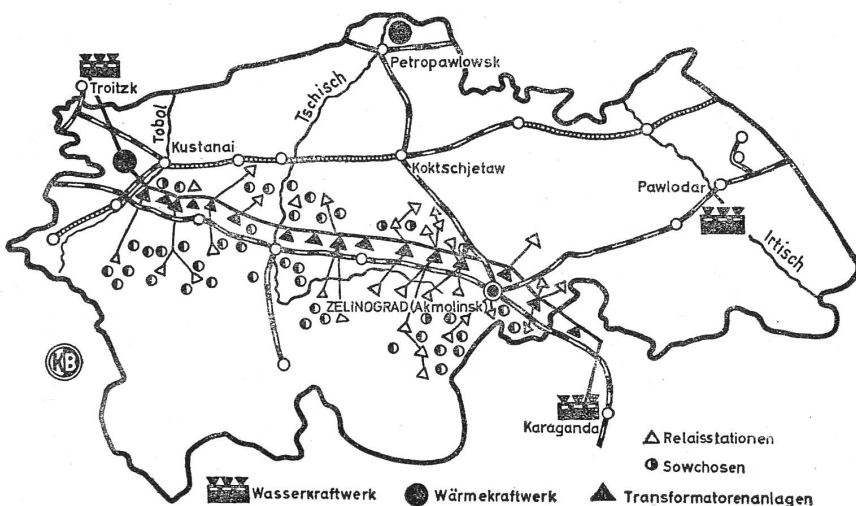 Petropawlowsk
Troitzk
Tobol
Tschisch
Kustanai
Koktschjetaw
Pawlodar
Irtisch
ZELINOGRAD (Akmolinsk)
KB
Karaganda
Relaisstationen
Sowchosen
Wasserkraftwerk
Wärmekraftwerk
Transformatorenanlagen